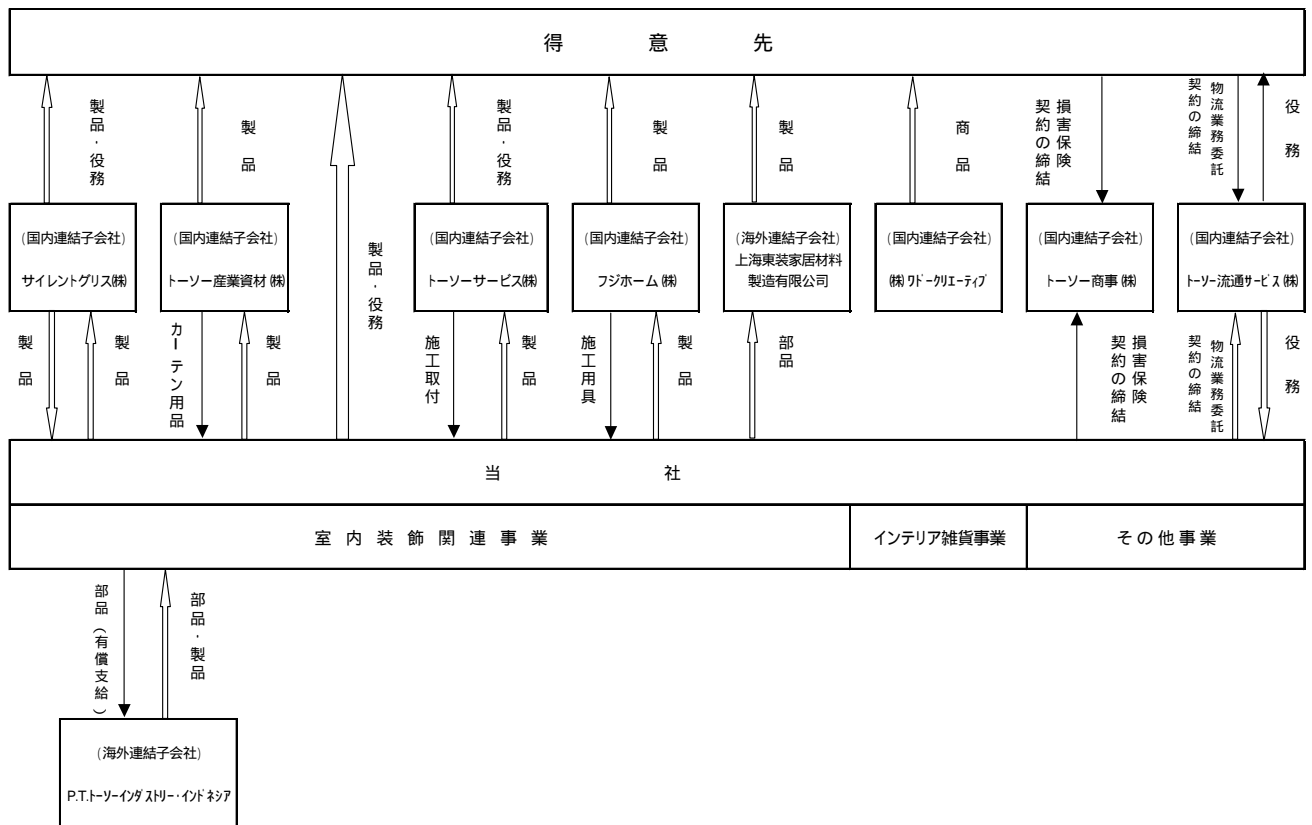 得意先
製品・役務
製品
製品・役務
製品
製品
商品
損害保険
契約の締結
物流業務委託
契約の締結
役務
(国内連結子会社)
サイレントグリス(株)
(国内連結子会社)
トーソー産業資材(株)
製品・役務
(国内連結子会社)
トーソーサービス(株)
(国内連結子会社)
フジホーム(株)
(海外連結子会社)
上海東装家居材料
製造有限公司
(国内連結子会社)
(株)ワドークリエーティブ
(国内連結子会社)
トーソー商事(株)
(国内連結子会社)
トーソー流通サービス(株)
製品
製品
カーテン用品
製品
施工取付
製品
施工用具
製品
部品
損害保険
契約の締結
物流業務委託
契約の締結
役務
当社
室内装飾関連事業
インテリア雑貨事業
その他事業
部品(有償支給)
部品・製品
(海外連結子会社)
P.T.トーソーインダストリー・インドネシア